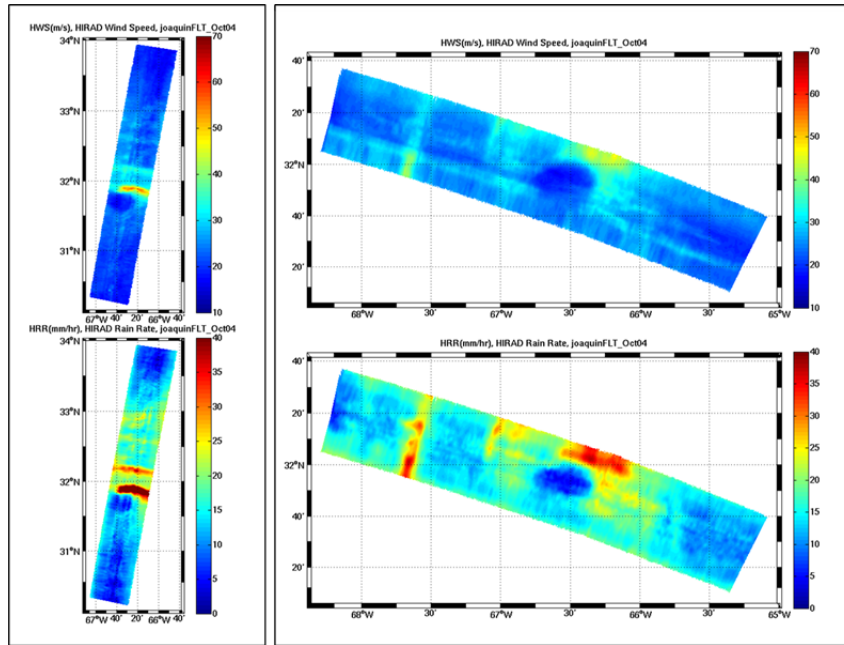 HWS(m/s), HIRAD Wind Speed, joaquinFLT_Oct04
34°N
33°N
32°N
31°N
67°W 40' 20' 66°W 40'
70
60
50
40
30
20
10
HRR(mm/hr), HIRAD Rain Rate, joaquinFLT_Oct04
34°N
33°N
32°N
31°N
67°W 40' 20' 66°W 40'
40
35
30
25
20
15
10
5
0
HWS(m/s), HIRAD Wind Speed, joaquinFLT_Oct04
40'
20'
32°N
40'
20'
68°W 30' 67°W 30' 66°W 30' 65°W
70
60
50
40
30
20
10
HRR(mm/hr), HIRAD Rain Rate, joaquinFLT_Oct04
40'
20'
32°N
40'
20'
68°W 30' 67°W 30' 66°W 30' 65°W
40
35
30
25
20
15
10
5
0